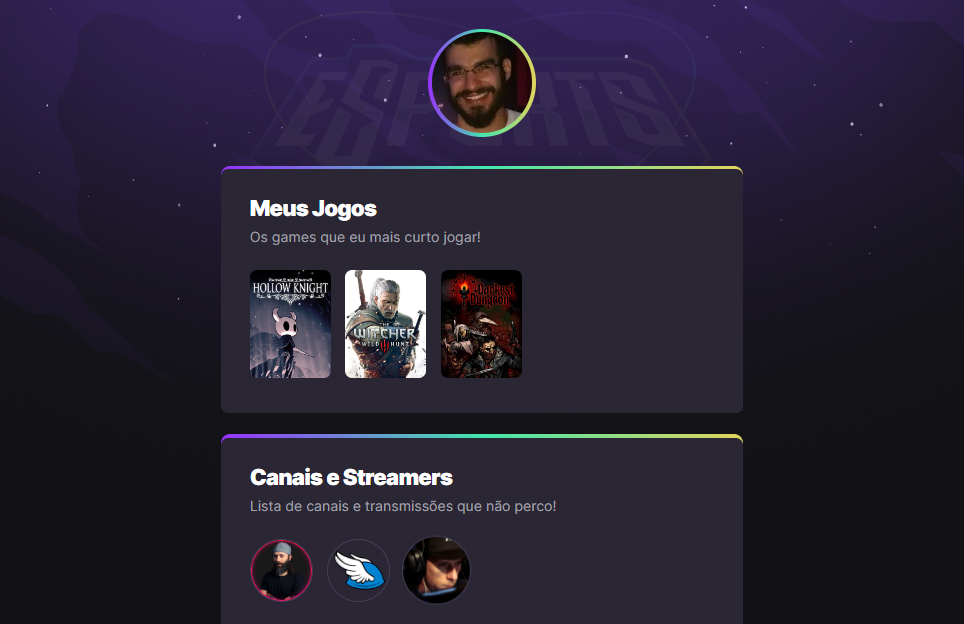 ESPORTS
Meus Jogos
Os games que eu mais curto jogar!
HOLLOW KNIGHT
THE
WITCHER
WILD HUNT
Darkest
Dungeon
Canais e Streamers
Lista de canais e transmissões que não perco!